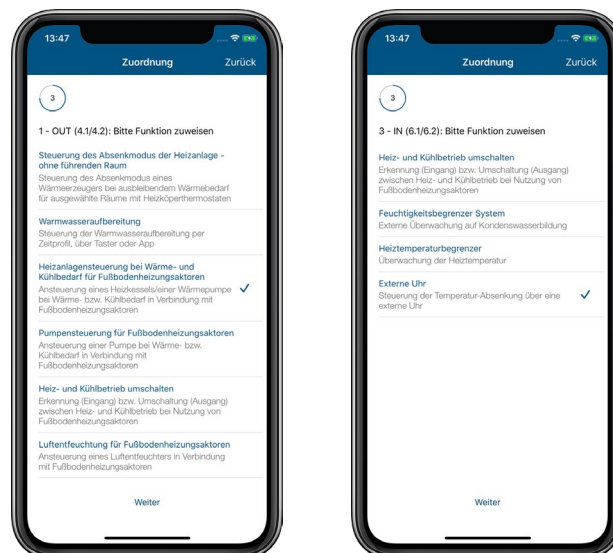 13:47
Zuordnung
Zurück
3
1 - OUT (4.1/4.2): Bitte Funktion zuweisen
Steuerung des Absenkmodus der Heizanlage -
ohne führenden Raum
Steuerung des Absenkmodus eines
Wärmeerzeugers bei ausbleibendem Wärmebedarf
für ausgewählte Räume mit Heizköperthermostaten
Warmwasseraufbereitung
Steuerung der Warmwasseraufbereitung per
Zeitprofil, über Taster oder App
Heizanlagensteuerung bei Wärme- und
Kühlbedarf für Fußbodenheizungsaktoren
Ansteuerung eines Heizkessels/einer Wärmepumpe
bei Wärme- bzw. Kühlbedarf in Verbindung mit
Fußbodenheizungsaktoren
Pumpensteuerung für Fußbodenheizungsaktoren
Ansteuerung einer Pumpe bei Wärme- bzw.
Kühlbedarf in Verbindung mit
Fußbodenheizungsaktoren
Heiz- und Kühlbetrieb umschalten
Erkennung (Eingang) bzw. Umschaltung (Ausgang)
zwischen Heiz- und Kühlbetrieb bei Nutzung von
Fußbodenheizungsaktoren
Luftentfeuchtung für Fußbodenheizungsaktoren
Ansteuerung eines Luftentfeuchters in Verbindung
mit Fußbodenheizungsaktoren
Weiter
13:47
Zuordnung
Zurück
3
3 - IN (6.1/6.2): Bitte Funktion zuweisen
Heiz- und Kühlbetrieb umschalten
Erkennung (Eingang) bzw. Umschaltung (Ausgang)
zwischen Heiz- und Kühlbetrieb bei Nutzung von
Fußbodenheizungsaktoren
Feuchtigkeitsbegrenzer System
Externe Überwachung auf Kondenswasserbildung
Heiztemperaturbegrenzer
Überwachung der Heiztemperatur
Externe Uhr
Steuerung der Temperatur-Absenkung über eine
externe Uhr
Weiter